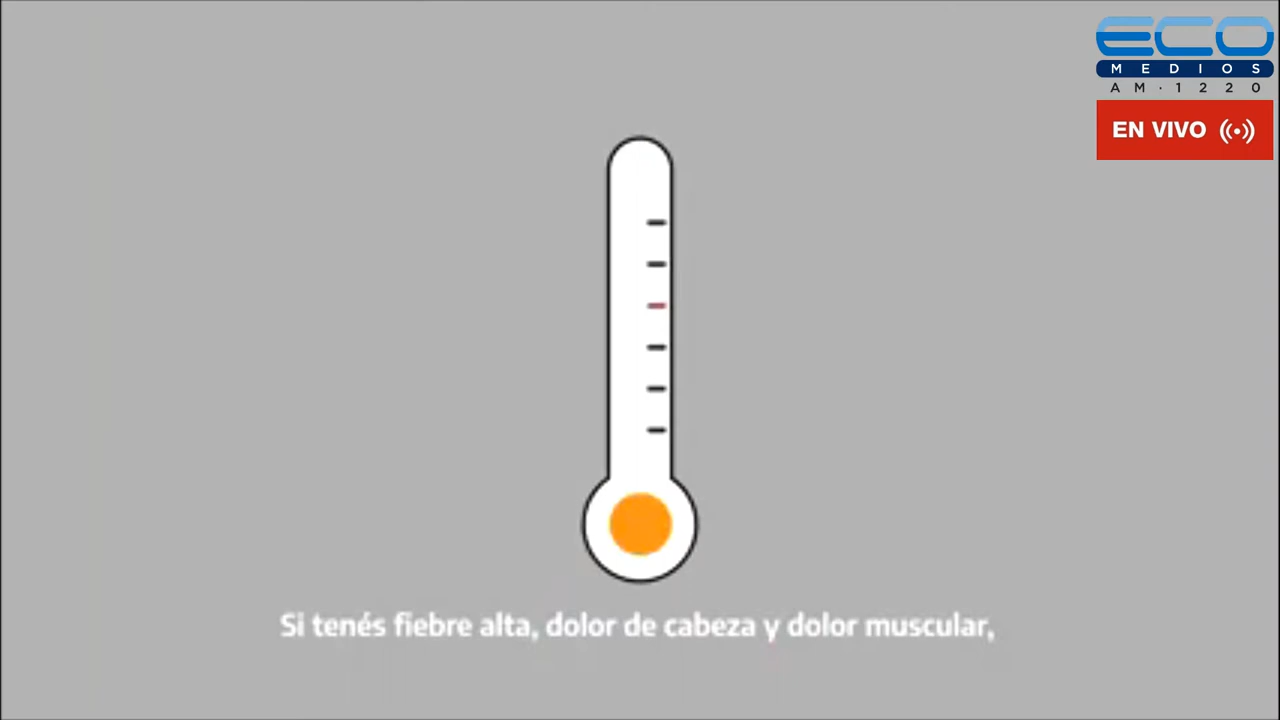 ECO
MEDIOS
AM·1220
EN VIVO
Si tenés fiebre alta, dolor de cabeza y dolor muscular,